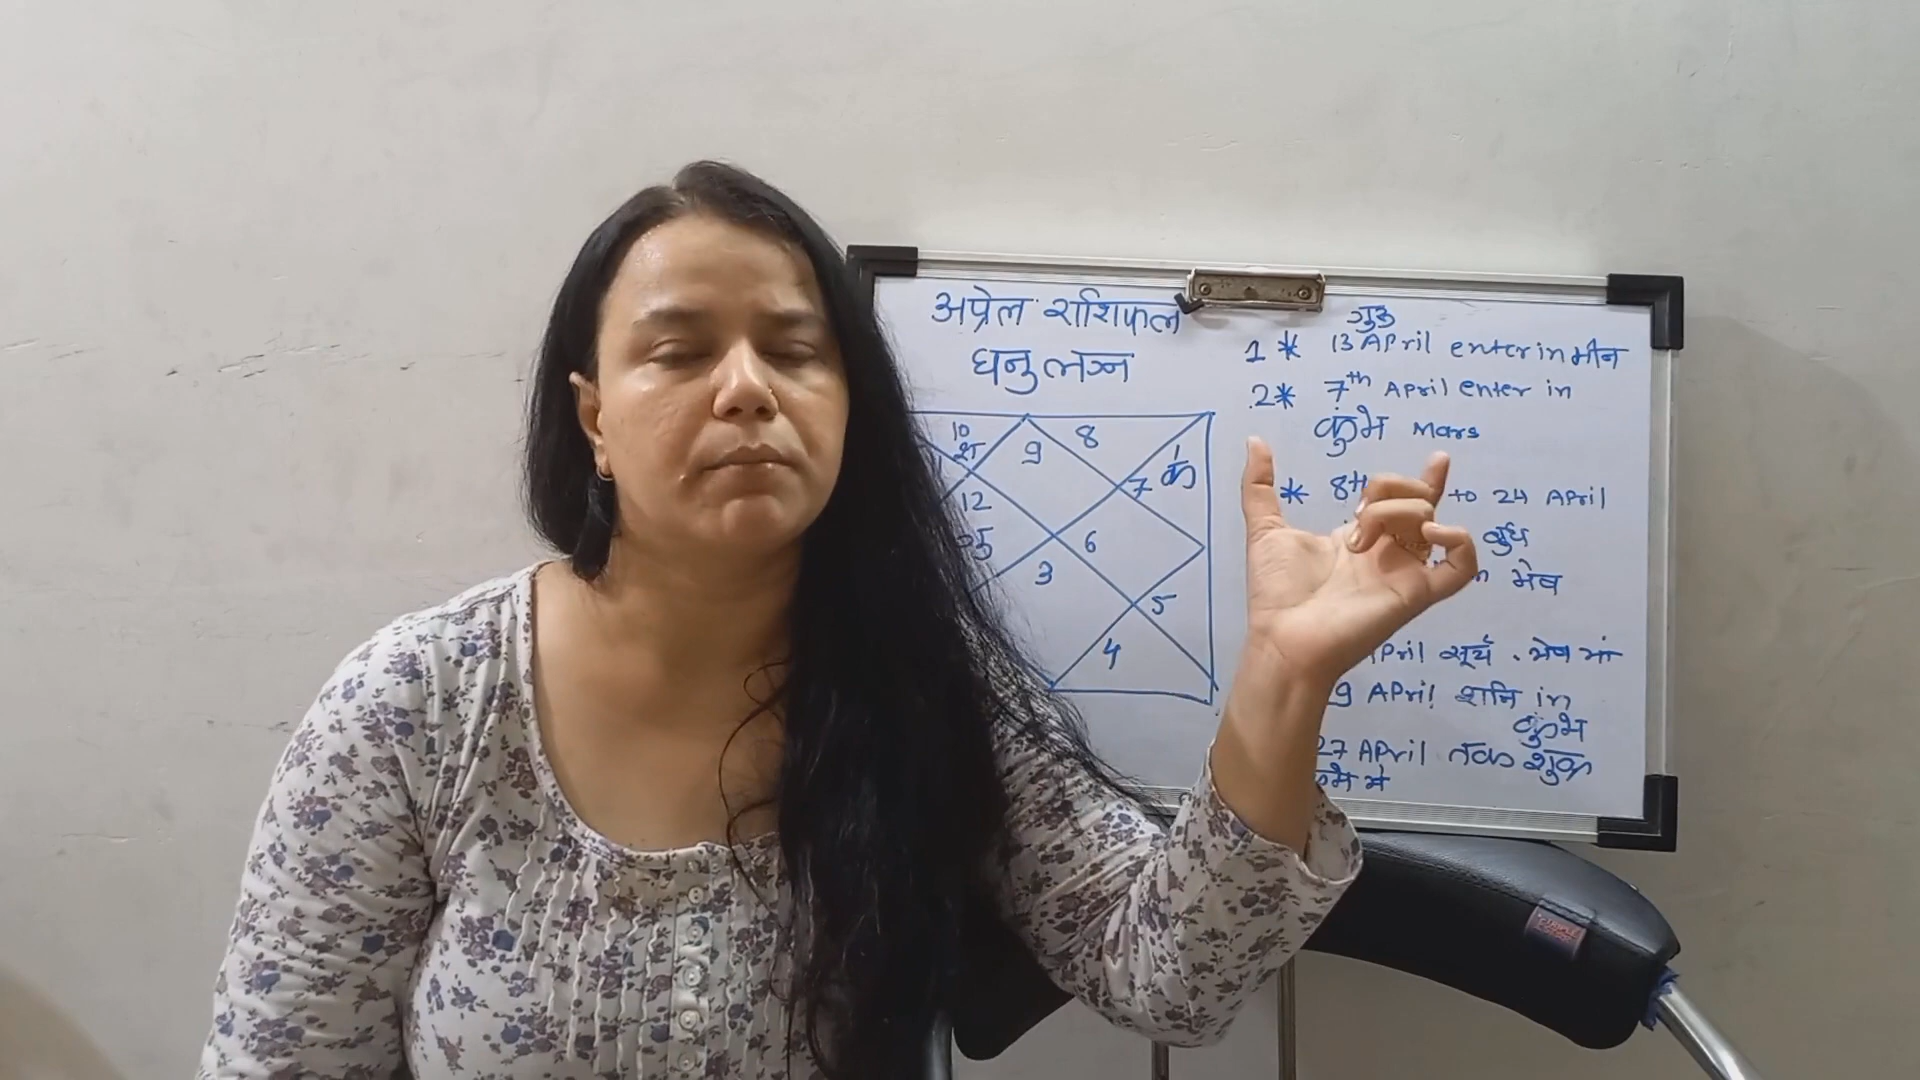 अप्रेल राशिफल
धनु लग्न
10
श
9
8
1
के
7
12
गु
6
3
5
4
गुरु
1 * 13 April enter in मीन
2* 7th April enter in
कुंभ Mars
* 8th to 24 April
बुध
मेष
April सूर्य . मेष मां
9 April शनि in
कुंभ
27 April तक शुक्र
में